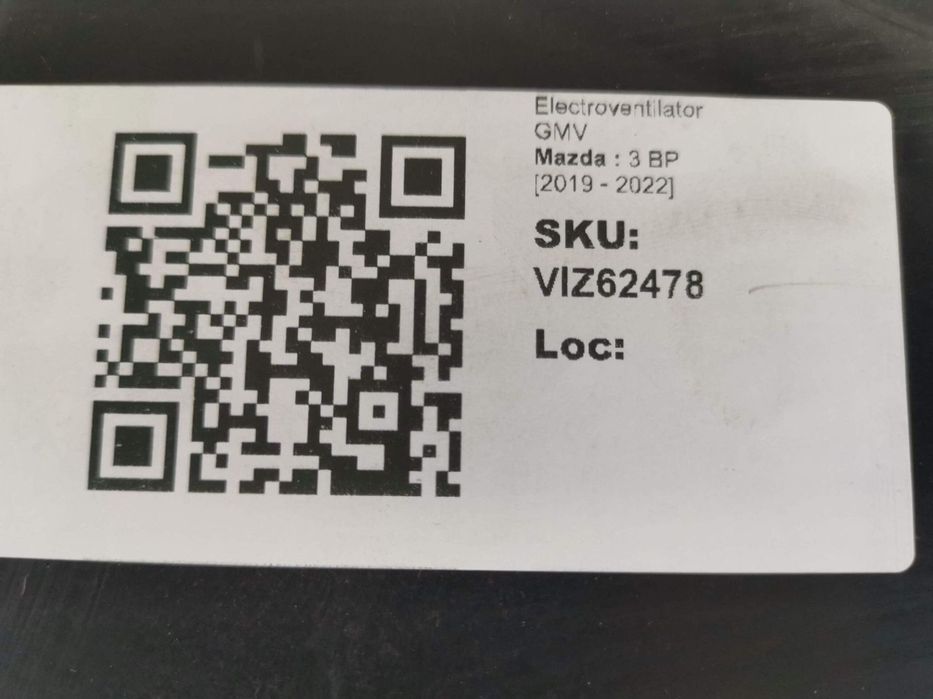 Electroventilator
GMV
Mazda : 3 BP
[2019 - 2022]
SKU:
VIZ62478
Loc: